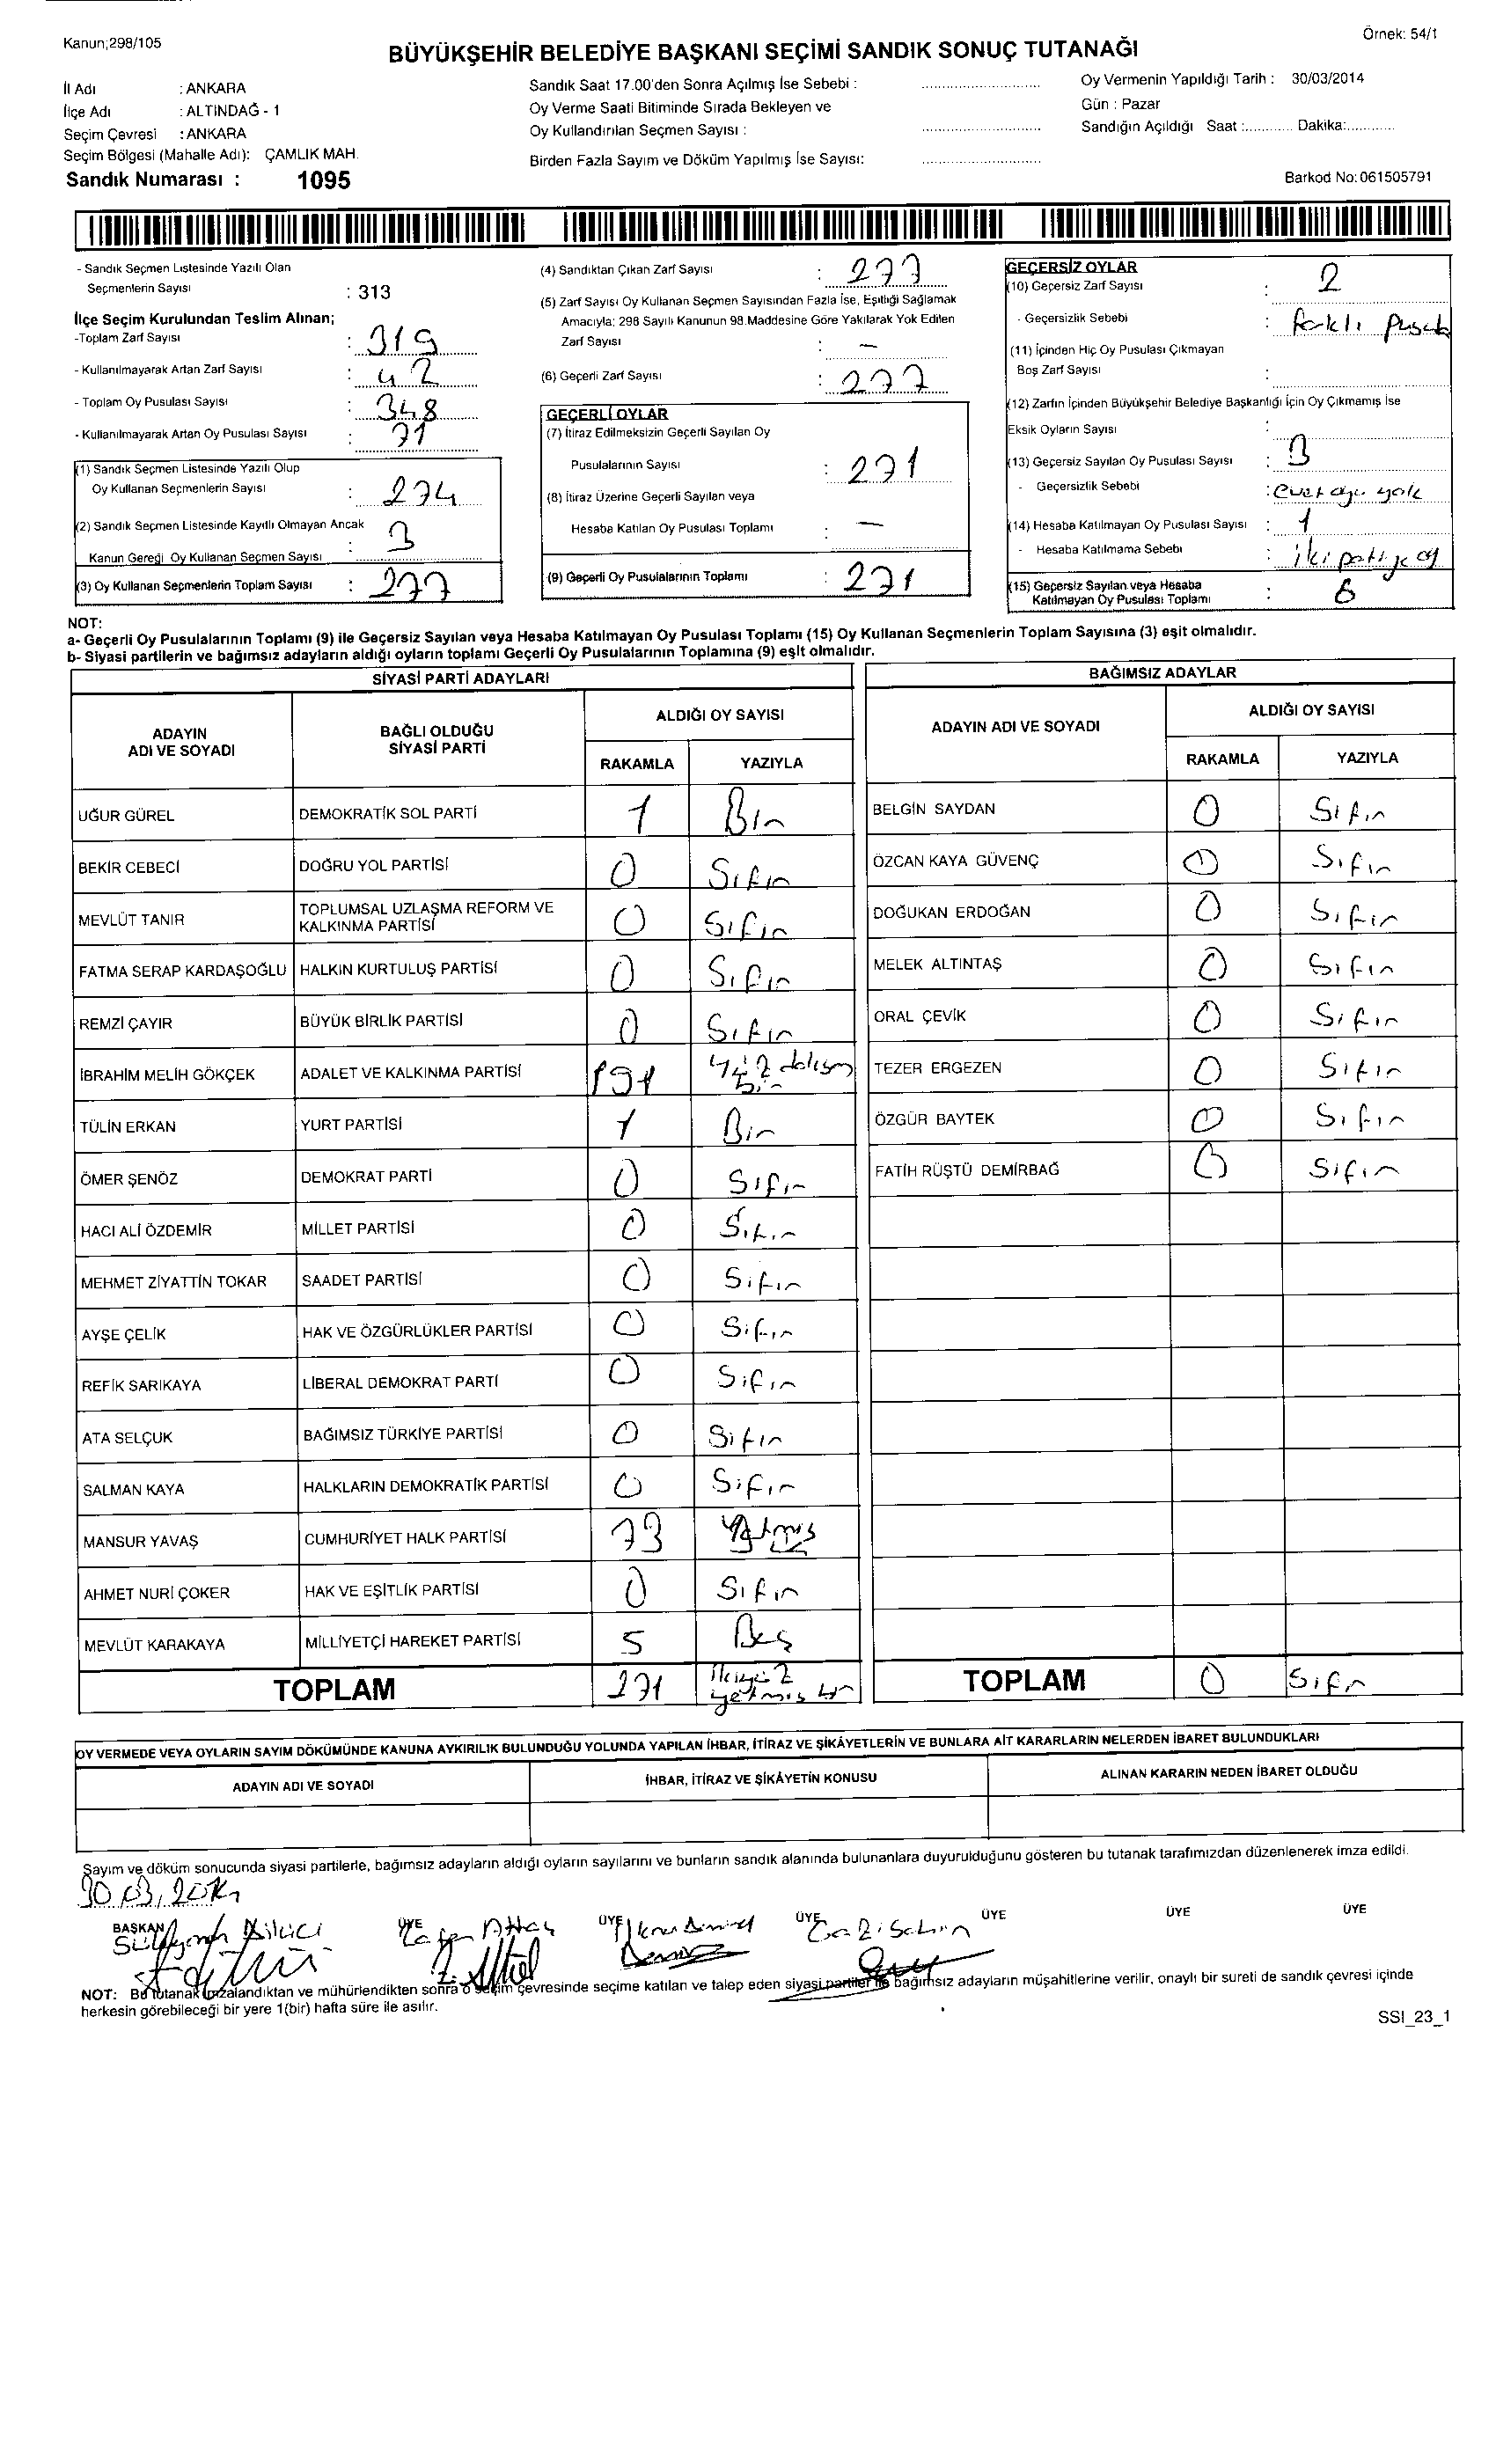 Kanun;298/105
Örnek: 54/1
BÜYÜKŞEHİR BELEDİYE BAŞKANI SEÇİMİ SANDIK SONUÇ TUTANAĞI
İl Adı : ANKARA
İlçe Adı : ALTINDAĞ - 1
Seçim Çevresi : ANKARA
Seçim Bölgesi (Mahalle Adı): ÇAMLIK MAH.
Sandık Numarası : 1095
Sandık Saat 17.00'den Sonra Açılmış İse Sebebi :
Oy Verme Saati Bitiminde Sırada Bekleyen ve
Oy Kullandırılan Seçmen Sayısı :
Birden Fazla Sayım ve Döküm Yapılmış İse Sayısı:
Oy Vermenin Yapıldığı Tarih : 30/03/2014
Gün : Pazar
Sandığın Açıldığı Saat :............ Dakika:............
Barkod No:061505791
- Sandık Seçmen Listesinde Yazılı Olan
Seçmenlerin Sayısı : 313
İlçe Seçim Kurulundan Teslim Alınan;
-Toplam Zarf Sayısı : 319
- Kullanılmayarak Artan Zarf Sayısı : 42
- Toplam Oy Pusulası Sayısı : 348
- Kullanılmayarak Artan Oy Pusulası Sayısı : 71
(1) Sandık Seçmen Listesinde Yazılı Olup
Oy Kullanan Seçmenlerin Sayısı : 274
(2) Sandık Seçmen Listesinde Kayıtlı Olmayan Ancak
Kanun Gereği Oy Kullanan Seçmen Sayısı : 3
(3) Oy Kullanan Seçmenlerin Toplam Sayısı : 277
(4) Sandıktan Çıkan Zarf Sayısı : 277
(5) Zarf Sayısı Oy Kullanan Seçmen Sayısından Fazla İse, Eşitliği Sağlamak
Amacıyla; 298 Sayılı Kanunun 98.Maddesine Göre Yakılarak Yok Edilen
Zarf Sayısı : -
(6) Geçerli Zarf Sayısı : 277
GEÇERLİ OYLAR
(7) İtiraz Edilmeksizin Geçerli Sayılan Oy
Pusulalarının Sayısı : 271
(8) İtiraz Üzerine Geçerli Sayılan veya
Hesaba Katılan Oy Pusulası Toplamı : -
(9) Geçerli Oy Pusulalarının Toplamı : 271
GEÇERSİZ OYLAR
(10) Geçersiz Zarf Sayısı : 2
- Geçersizlik Sebebi : farklı
(11) İçinden Hiç Oy Pusulası Çıkmayan
Boş Zarf Sayısı :
(12) Zarfın İçinden Büyükşehir Belediye Başkanlığı İçin Oy Çıkmamış İse
Eksik Oyların Sayısı :
(13) Geçersiz Sayılan Oy Pusulası Sayısı : 3
- Geçersizlik Sebebi : yok
(14) Hesaba Katılmayan Oy Pusulası Sayısı : 1
- Hesaba Katılmama Sebebi : iki partiye oy
(15) Geçersiz Sayılan veya Hesaba
Katılmayan Oy Pusulası Toplamı : 6
NOT:
a- Geçerli Oy Pusulalarının Toplamı (9) ile Geçersiz Sayılan veya Hesaba Katılmayan Oy Pusulası Toplamı (15) Oy Kullanan Seçmenlerin Toplam Sayısına (3) eşit olmalıdır.
b- Siyasi partilerin ve bağımsız adayların aldığı oyların toplamı Geçerli Oy Pusulalarının Toplamına (9) eşit olmalıdır.
SİYASİ PARTİ ADAYLARI
ADAYIN
ADI VE SOYADI
BAĞLI OLDUĞU
SİYASİ PARTİ
ALDIĞI OY SAYISI
RAKAMLA YAZIYLA
UĞUR GÜREL DEMOKRATİK SOL PARTİ 1 Bir
BEKİR CEBECİ DOĞRU YOL PARTİSİ 0 Sıfır
MEVLÜT TANIR TOPLUMSAL UZLAŞMA REFORM VE
KALKINMA PARTİSİ 0 Sıfır
FATMA SERAP KARDAŞOĞLU HALKIN KURTULUŞ PARTİSİ 0 Sıfır
REMZİ ÇAYIR BÜYÜK BİRLİK PARTİSİ 0 Sıfır
İBRAHİM MELİH GÖKÇEK ADALET VE KALKINMA PARTİSİ 191 yüz
TÜLİN ERKAN YURT PARTİSİ 1 Bir
ÖMER ŞENÖZ DEMOKRAT PARTİ 0 Sıfır
HACI ALİ ÖZDEMİR MİLLET PARTİSİ 0 Sıfır
MEHMET ZİYATTİN TOKAR SAADET PARTİSİ 0 Sıfır
AYŞE ÇELİK HAK VE ÖZGÜRLÜKLER PARTİSİ 0 Sıfır
REFİK SARIKAYA LİBERAL DEMOKRAT PARTİ 0 Sıfır
ATA SELÇUK BAĞIMSIZ TÜRKİYE PARTİSİ 0 Sıfır
SALMAN KAYA HALKLARIN DEMOKRATİK PARTİSİ 0 Sıfır
MANSUR YAVAŞ CUMHURİYET HALK PARTİSİ 73
AHMET NURİ ÇOKER HAK VE EŞİTLİK PARTİSİ 0 Sıfır
MEVLÜT KARAKAYA MİLLİYETÇİ HAREKET PARTİSİ 5 Beş
TOPLAM 271 ikiyüz
yetmiş bir
BAĞIMSIZ ADAYLAR
ADAYIN ADI VE SOYADI
ALDIĞI OY SAYISI
RAKAMLA YAZIYLA
BELGİN SAYDAN 0 Sıfır
ÖZCAN KAYA GÜVENÇ 0 Sıfır
DOĞUKAN ERDOĞAN 0 Sıfır
MELEK ALTINTAŞ 0 Sıfır
ORAL ÇEVİK 0 Sıfır
TEZER ERGEZEN 0 Sıfır
ÖZGÜR BAYTEK 0 Sıfır
FATİH RÜŞTÜ DEMİRBAĞ 0 Sıfır
TOPLAM 0 Sıfır
OY VERMEDE VEYA OYLARIN SAYIM DÖKÜMÜNDE KANUNA AYKIRILIK BULUNDUĞU YOLUNDA YAPILAN İHBAR, İTİRAZ VE ŞİKÂYETLERİN VE BUNLARA AİT KARARLARIN NELERDEN İBARET BULUNDUKLARI
ADAYIN ADI VE SOYADI İHBAR, İTİRAZ VE ŞİKÂYETİN KONUSU ALINAN KARARIN NEDEN İBARET OLDUĞU
Sayım ve döküm sonucunda siyasi partilerle, bağımsız adayların aldığı oyların sayılarını ve bunların sandık alanında bulunanlara duyurulduğunu gösteren bu tutanak tarafımızdan düzenlenerek imza edildi.
30.03.2014
BAŞKAN ÜYE ÜYE ÜYE ÜYE ÜYE ÜYE
NOT: Bu tutanak imzalandıktan ve mühürlendikten sonra o seçim çevresinde seçime katılan ve talep eden siyasi partiler ile bağımsız adayların müşahitlerine verilir, onaylı bir sureti de sandık çevresi içinde
herkesin görebileceği bir yere 1(bir) hafta süre ile asılır.
SSI_23_1